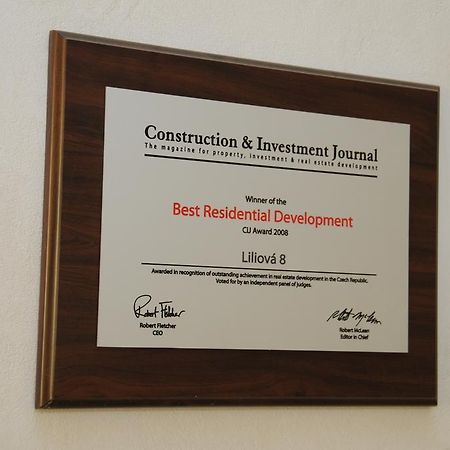 Construction & Investment Journal
The magazine for property, investment & real estate development
Winner of the
Best Residential Development
CIJ Award 2008
Liliová 8
Awarded in recognition of outstanding achievement in real estate development in the Czech Republic.
Voted for by an independent panel of judges.
Robert Fletcher
Robert Fletcher
CEO
Robert McLean
Editor in Chief